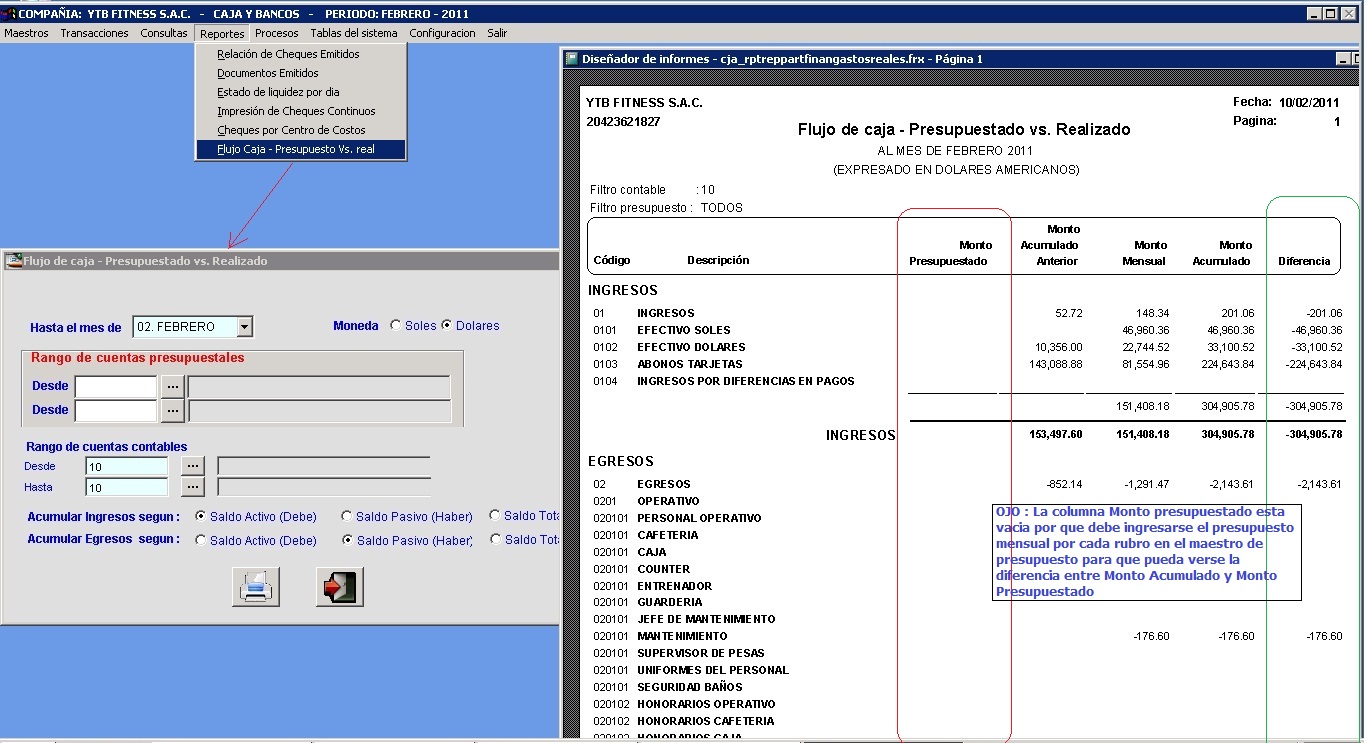 COMPAÑIA: YTB FITNESS S.A.C. - CAJA Y BANCOS - PERIODO: FEBRERO - 2011
Maestros Transacciones Consultas Reportes Procesos Tablas del sistema Configuracion Salir
Relación de Cheques Emitidos
Documentos Emitidos
Estado de liquidez por dia
Impresión de Cheques Continuos
Cheques por Centro de Costos
Flujo Caja - Presupuesto Vs. real
Flujo de caja - Presupuestado vs. Realizado
Hasta el mes de 02. FEBRERO Moneda Soles Dolares
Rango de cuentas presupuestales
Desde ...
Desde ...
Rango de cuentas contables
Desde 10 ...
Hasta 10 ...
Acumular Ingresos segun : Saldo Activo (Debe) Saldo Pasivo (Haber) Saldo Tota
Acumular Egresos segun : Saldo Activo (Debe) Saldo Pasivo (Haber) Saldo Tota
Diseñador de informes - cja_rptreppartfinangastosreales.frx - Página 1
YTB FITNESS S.A.C. Fecha: 10/02/2011
20423621827 Pagina: 1
Flujo de caja - Presupuestado vs. Realizado
AL MES DE FEBRERO 2011
(EXPRESADO EN DOLARES AMERICANOS)
Filtro contable : 10
Filtro presupuesto : TODOS
Código Descripción Monto Presupuestado Monto Acumulado Anterior Monto Mensual Monto Acumulado Diferencia
INGRESOS
01 INGRESOS 52.72 148.34 201.06 -201.06
0101 EFECTIVO SOLES 46,960.36 46,960.36 -46,960.36
0102 EFECTIVO DOLARES 10,356.00 22,744.52 33,100.52 -33,100.52
0103 ABONOS TARJETAS 143,088.88 81,554.96 224,643.84 -224,643.84
0104 INGRESOS POR DIFERENCIAS EN PAGOS
151,408.18 304,905.78 -304,905.78
INGRESOS 153,497.60 151,408.18 304,905.78 -304,905.78
EGRESOS
02 EGRESOS -852.14 -1,291.47 -2,143.61 -2,143.61
0201 OPERATIVO
020101 PERSONAL OPERATIVO
020101 CAFETERIA
020101 CAJA
020101 COUNTER
020101 ENTRENADOR
020101 GUARDERIA
020101 JEFE DE MANTENIMIENTO
020101 MANTENIMIENTO -176.60 -176.60 -176.60
020101 SUPERVISOR DE PESAS
020101 UNIFORMES DEL PERSONAL
020101 SEGURIDAD BAÑOS
020102 HONORARIOS OPERATIVO
020102 HONORARIOS CAFETERIA
020102 HONORARIOS CAJA
OJO : La columna Monto presupuestado esta
vacia por que debe ingresarse el presupuesto
mensual por cada rubro en el maestro de
presupuesto para que pueda verse la
diferencia entre Monto Acumulado y Monto
Presupuestado